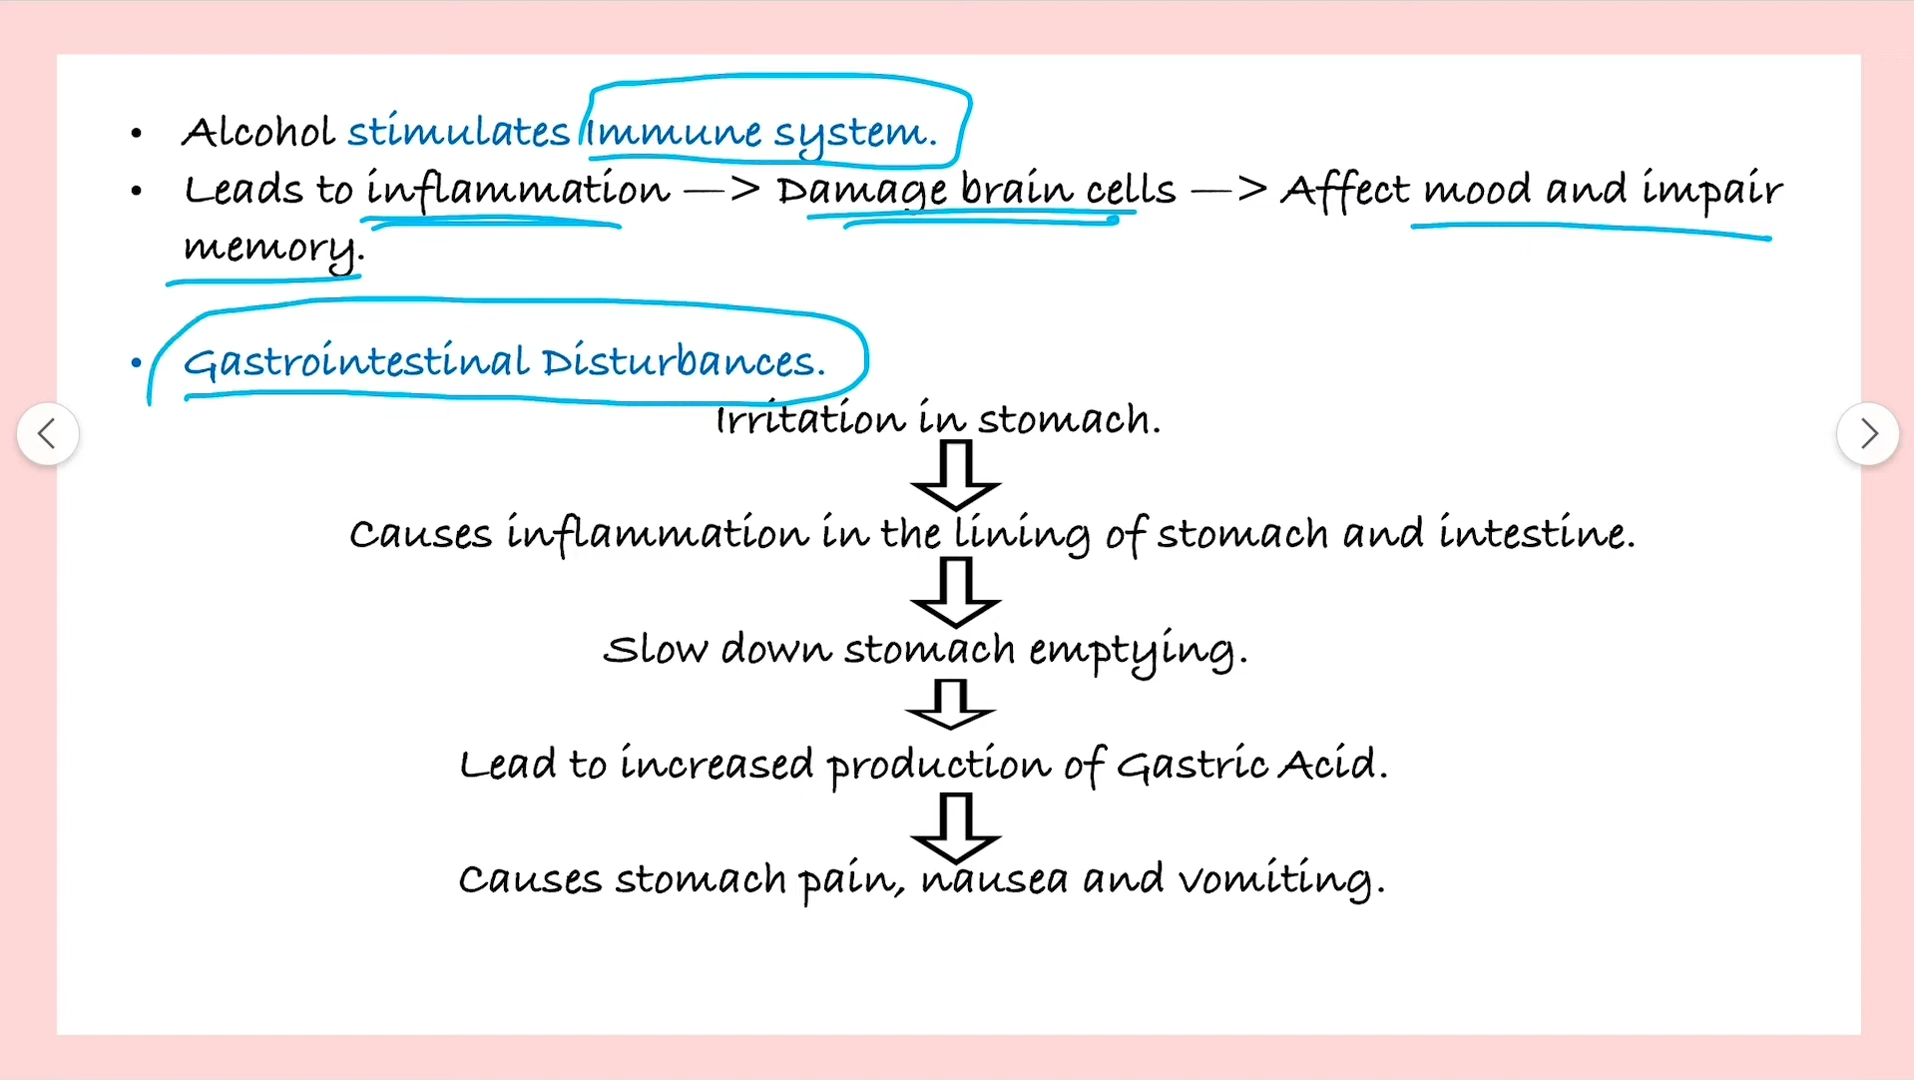 • Alcohol stimulates Immune system.
• Leads to inflammation —> Damage brain cells —> Affect mood and impair
memory.
• Gastrointestinal Disturbances.
Irritation in stomach.
Causes inflammation in the lining of stomach and intestine.
Slow down stomach emptying.
Lead to increased production of Gastric Acid.
Causes stomach pain, nausea and vomiting.